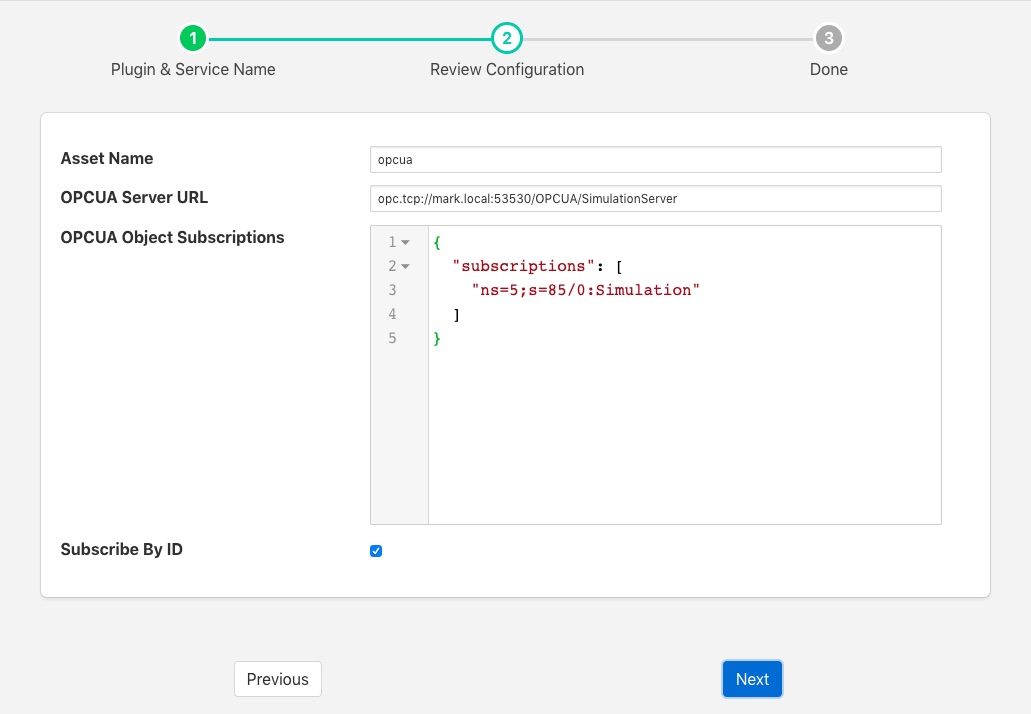 1 2 3
Plugin & Service Name Review Configuration Done
Asset Name opcua
OPCUA Server URL opc.tcp://mark.local:53530/OPCUA/SimulationServer
OPCUA Object Subscriptions
1 {
2 "subscriptions": [
3 "ns=5;s=85/0:Simulation"
4 ]
5 }
Subscribe By ID
Previous Next